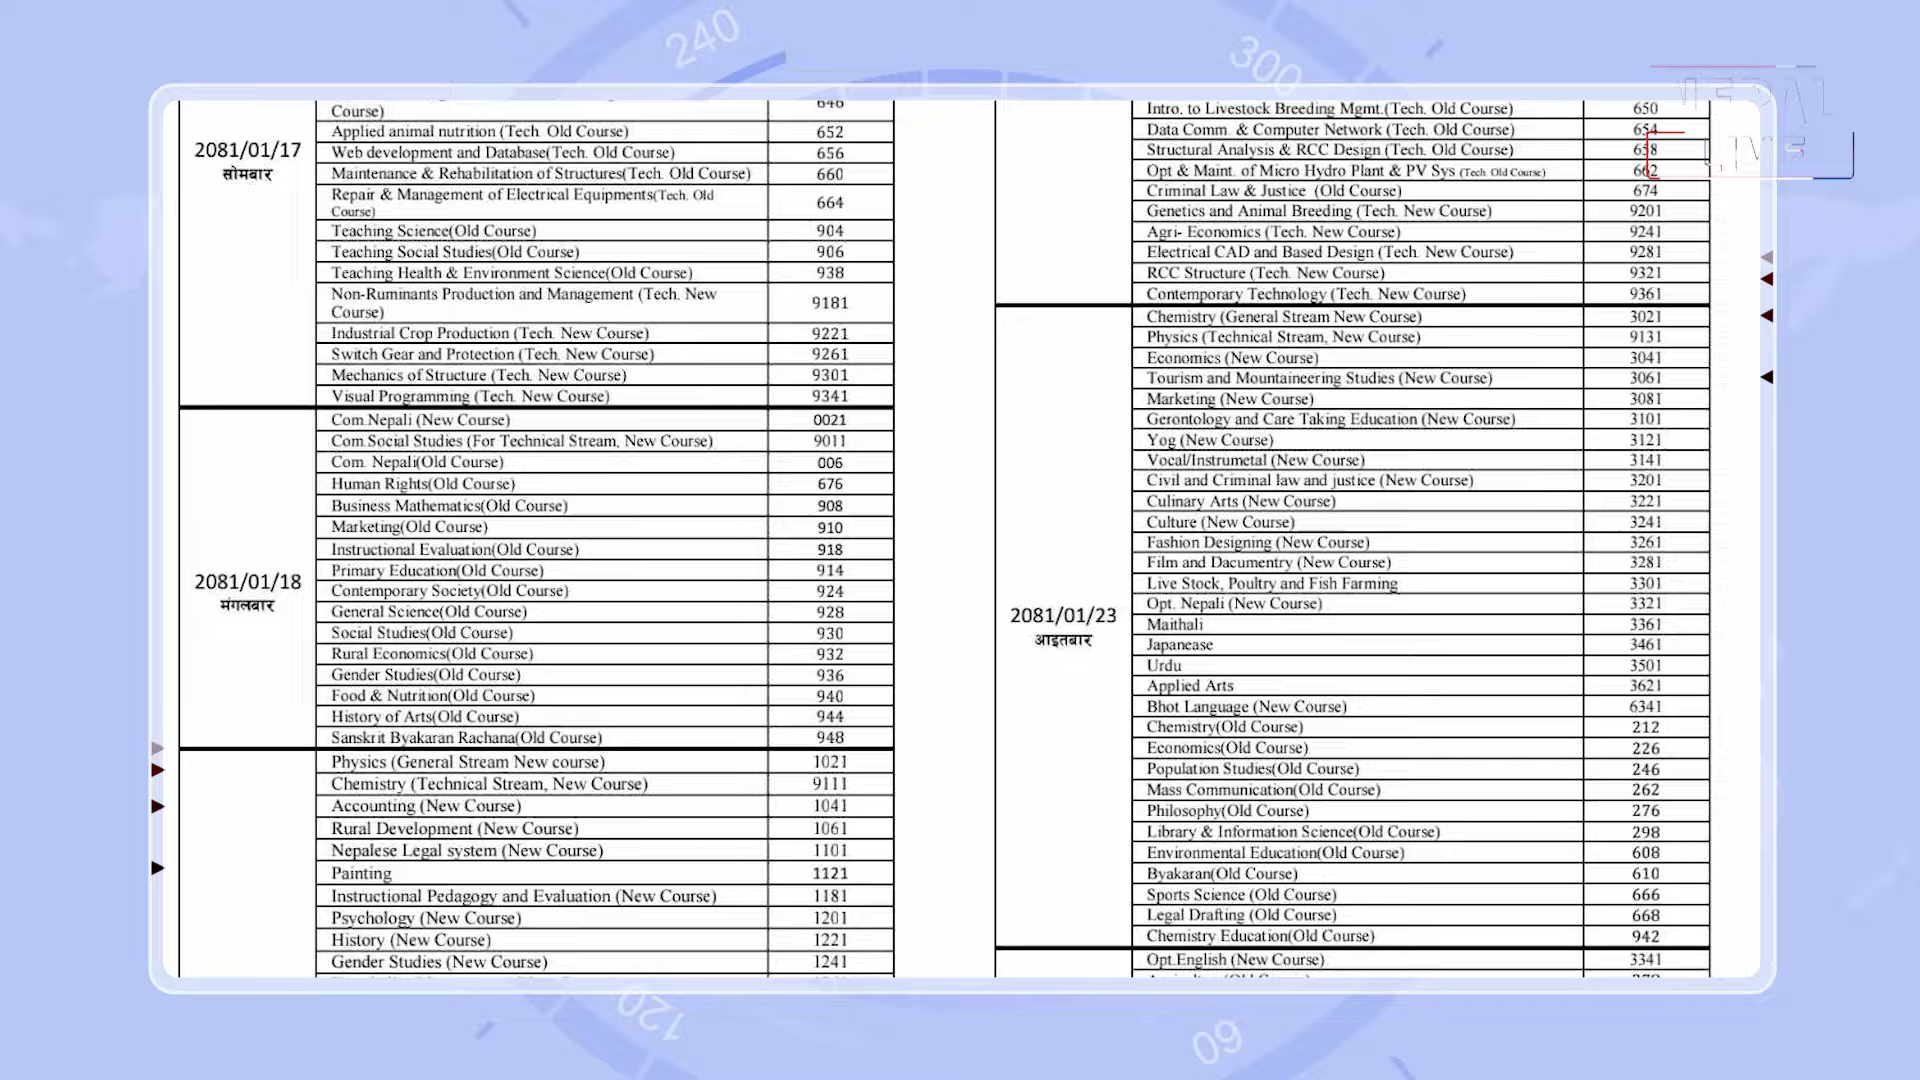 240
300
NEPAL
LIVE
Course) 646
2081/01/17
सोमबार
Applied animal nutrition (Tech. Old Course) 652
Web development and Database(Tech. Old Course) 656
Maintenance & Rehabilitation of Structures(Tech. Old Course) 660
Repair & Management of Electrical Equipments(Tech. Old
Course) 664
Teaching Science(Old Course) 904
Teaching Social Studies(Old Course) 906
Teaching Health & Environment Science(Old Course) 938
Non-Ruminants Production and Management (Tech. New
Course) 9181
Industrial Crop Production (Tech. New Course) 9221
Switch Gear and Protection (Tech. New Course) 9261
Mechanics of Structure (Tech. New Course) 9301
Visual Programming (Tech. New Course) 9341
2081/01/18
मंगलबार
Com.Nepali (New Course) 0021
Com.Social Studies (For Technical Stream, New Course) 9011
Com. Nepali(Old Course) 006
Human Rights(Old Course) 676
Business Mathematics(Old Course) 908
Marketing(Old Course) 910
Instructional Evaluation(Old Course) 918
Primary Education(Old Course) 914
Contemporary Society(Old Course) 924
General Science(Old Course) 928
Social Studies(Old Course) 930
Rural Economics(Old Course) 932
Gender Studies(Old Course) 936
Food & Nutrition(Old Course) 940
History of Arts(Old Course) 944
Sanskrit Byakaran Rachana(Old Course) 948
Physics (General Stream New course) 1021
Chemistry (Technical Stream, New Course) 9111
Accounting (New Course) 1041
Rural Development (New Course) 1061
Nepalese Legal system (New Course) 1101
Painting 1121
Instructional Pedagogy and Evaluation (New Course) 1181
Psychology (New Course) 1201
History (New Course) 1221
Gender Studies (New Course) 1241
Intro. to Livestock Breeding Mgmt.(Tech. Old Course) 650
Data Comm. & Computer Network (Tech. Old Course) 654
Structural Analysis & RCC Design (Tech. Old Course) 658
Opt & Maint. of Micro Hydro Plant & PV Sys (Tech. Old Course) 662
Criminal Law & Justice (Old Course) 674
Genetics and Animal Breeding (Tech. New Course) 9201
Agri- Economics (Tech. New Course) 9241
Electrical CAD and Based Design (Tech. New Course) 9281
RCC Structure (Tech. New Course) 9321
Contemporary Technology (Tech. New Course) 9361
2081/01/23
आइतबार
Chemistry (General Stream New Course) 3021
Physics (Technical Stream, New Course) 9131
Economics (New Course) 3041
Tourism and Mountaineering Studies (New Course) 3061
Marketing (New Course) 3081
Gerontology and Care Taking Education (New Course) 3101
Yog (New Course) 3121
Vocal/Instrumetal (New Course) 3141
Civil and Criminal law and justice (New Course) 3201
Culinary Arts (New Course) 3221
Culture (New Course) 3241
Fashion Designing (New Course) 3261
Film and Dacumentry (New Course) 3281
Live Stock, Poultry and Fish Farming 3301
Opt. Nepali (New Course) 3321
Maithali 3361
Japanease 3461
Urdu 3501
Applied Arts 3621
Bhot Language (New Course) 6341
Chemistry(Old Course) 212
Economics(Old Course) 226
Population Studies(Old Course) 246
Mass Communication(Old Course) 262
Philosophy(Old Course) 276
Library & Information Science(Old Course) 298
Environmental Education(Old Course) 608
Byakaran(Old Course) 610
Sports Science (Old Course) 666
Legal Drafting (Old Course) 668
Chemistry Education(Old Course) 942
Opt.English (New Course) 3341
120
60